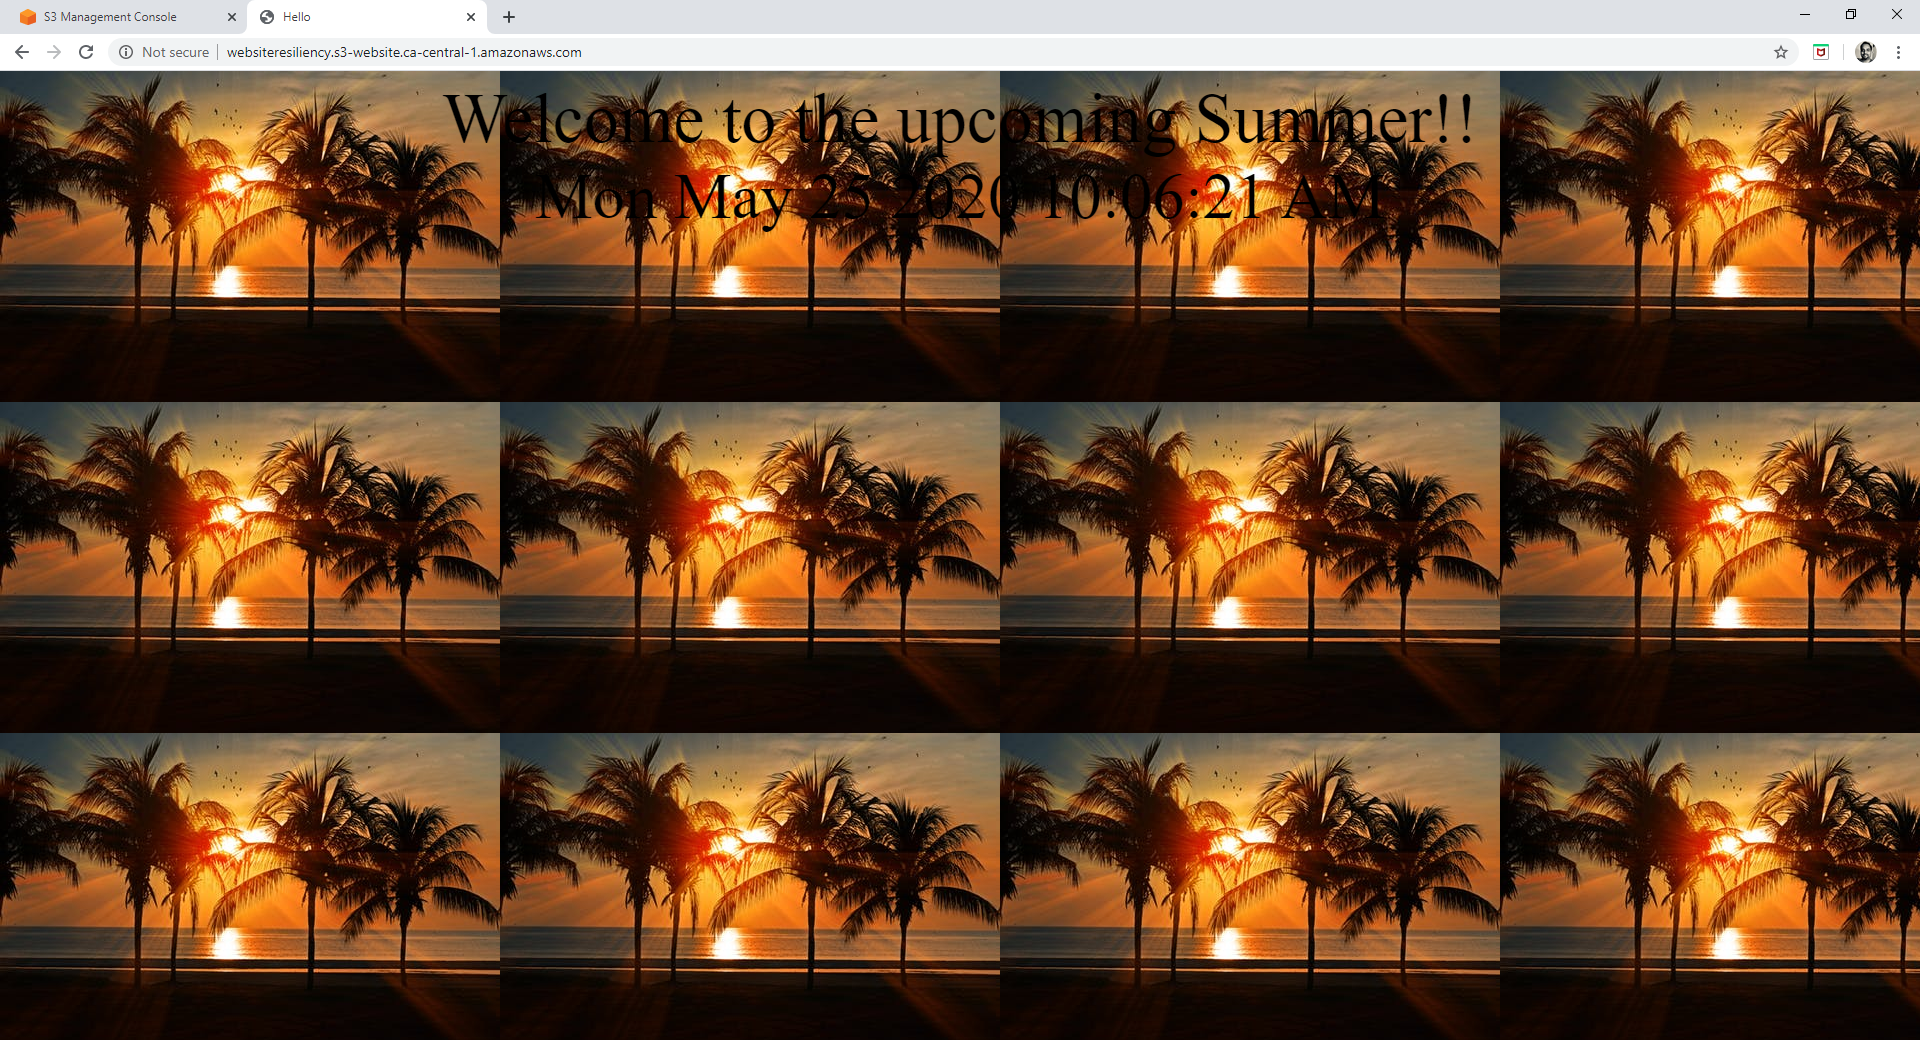 S3 Management Console
Hello
Not secure
websiteresiliency.s3-website.ca-central-1.amazonaws.com
Welcome to the upcoming Summer!!
Mon May 25 2020 10:06:21 AM